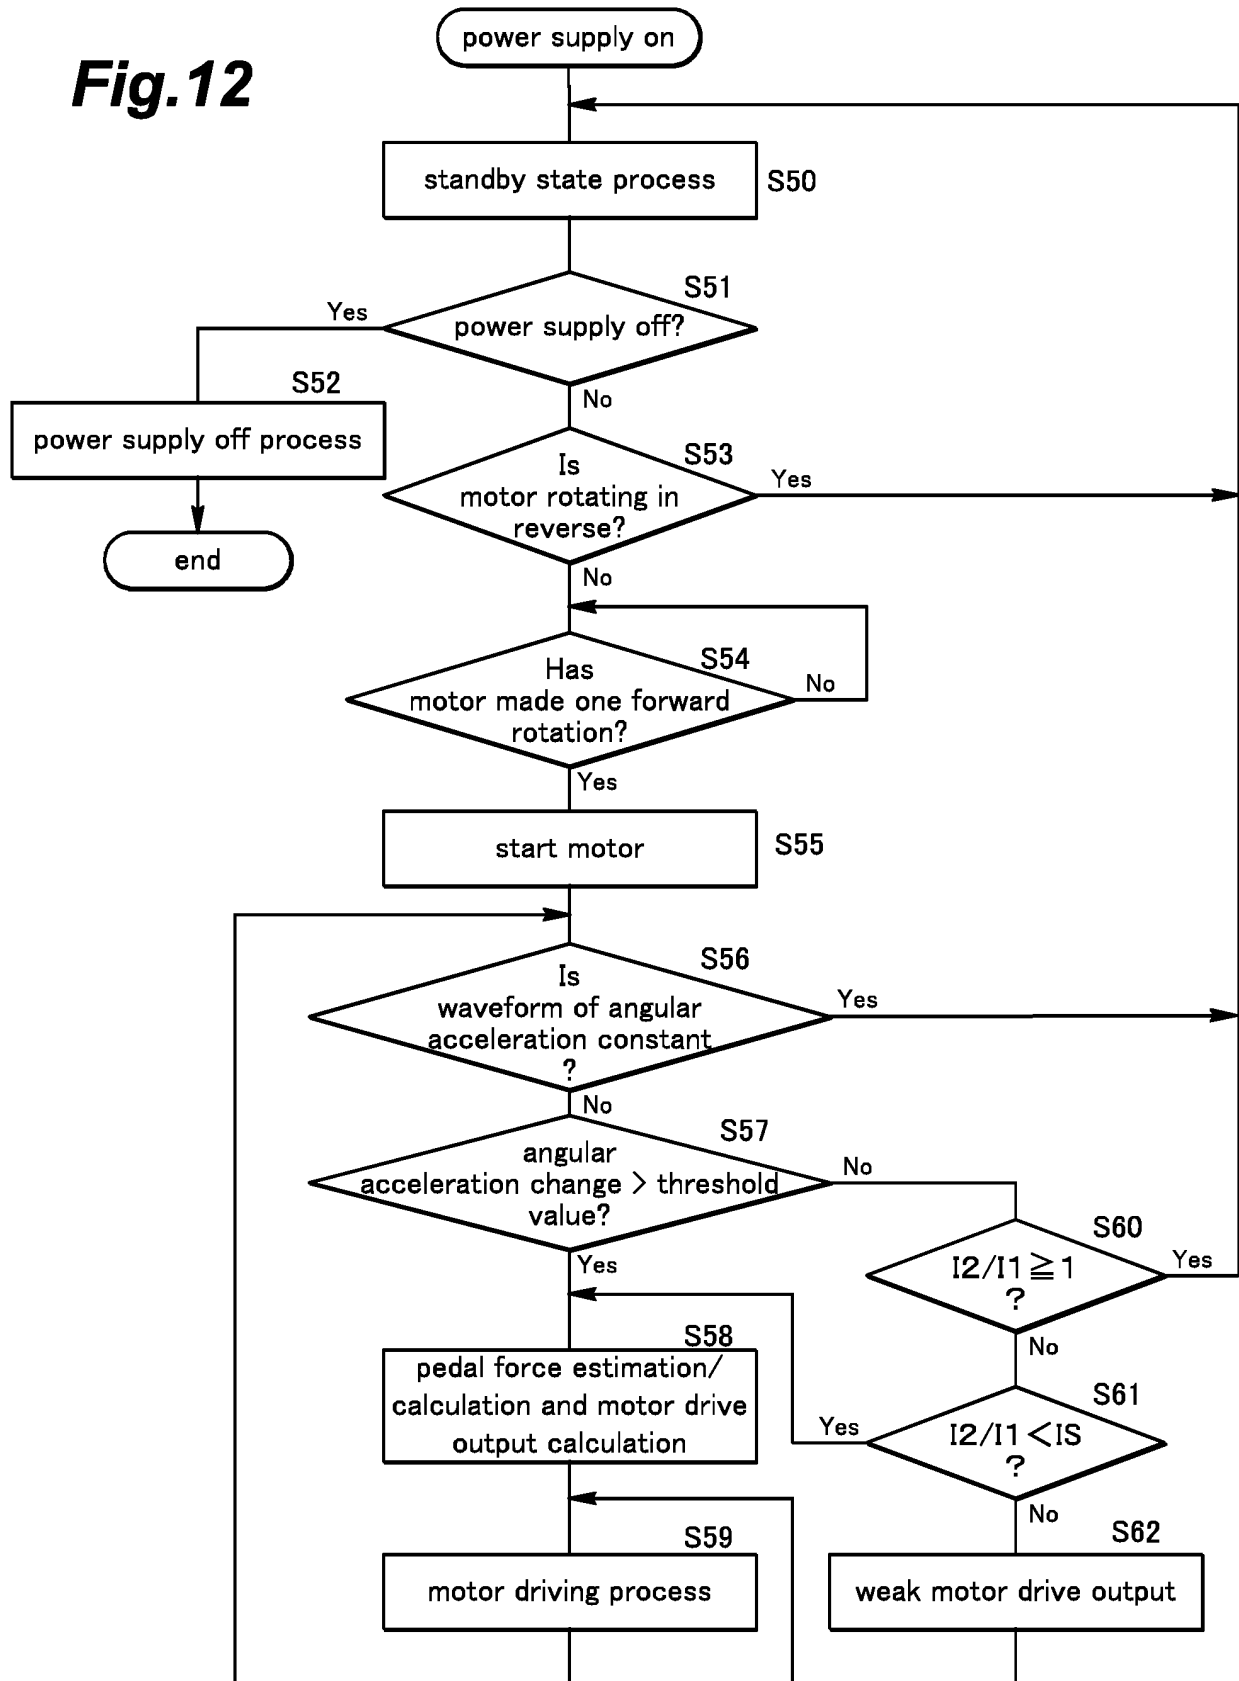 Fig.12
power supply on
standby state process
S50
S51
Yes
power supply off?
No
S52
power supply off process
end
S53
Is
motor rotating in
reverse?
Yes
No
S54
Has
motor made one forward
rotation?
No
Yes
start motor
S55
S56
Is
waveform of angular
acceleration constant
?
Yes
No
S57
angular
acceleration change > threshold
value?
No
Yes
S60
I2/I1≧1
?
Yes
No
S58
pedal force estimation/
calculation and motor drive
output calculation
S61
Yes
I2/I1<IS
?
No
S59
motor driving process
S62
weak motor drive output